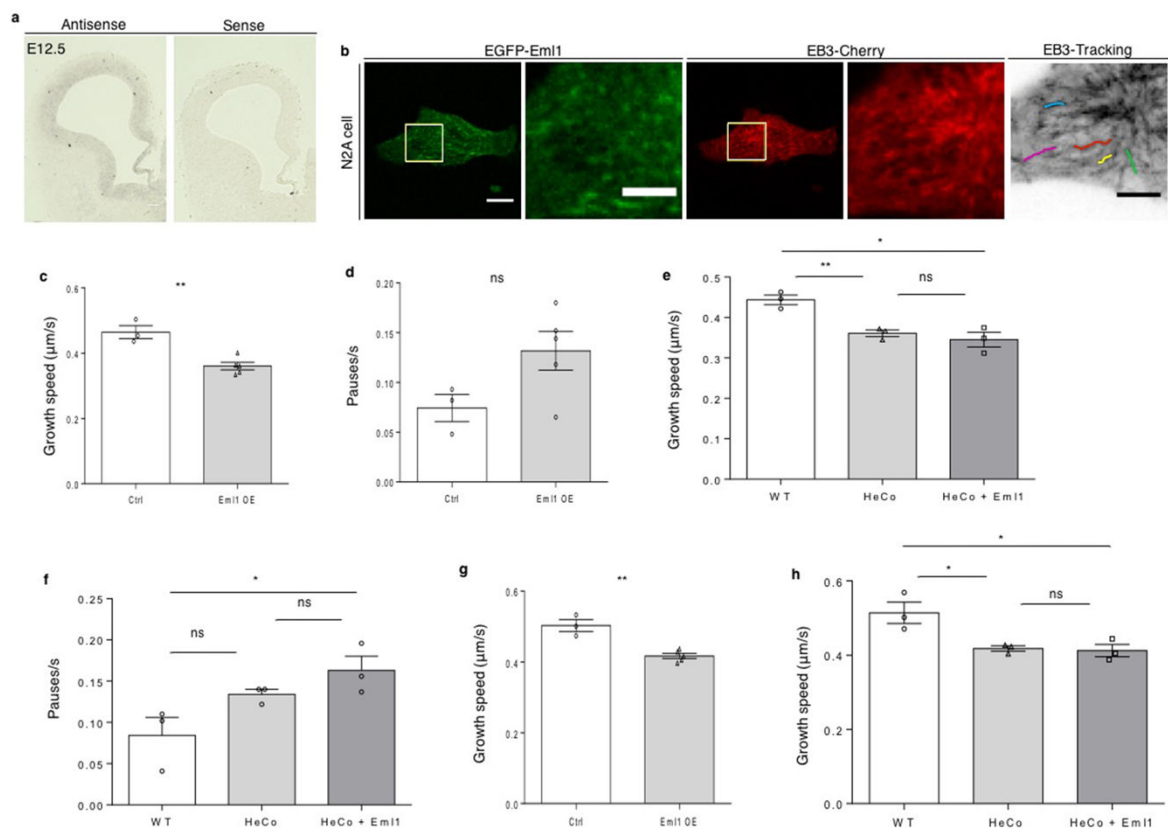 a
Antisense Sense
E12.5
b
EGFP-Eml1 EB3-Cherry EB3-Tracking
N2A cell
c
**
Growth speed (µm/s)
0.6
0.4
0.2
0.0
Ctrl Eml1 OE
d
ns
Pauses/s
0.20
0.15
0.10
0.05
0.00
Ctrl Eml1 OE
e
*
**
ns
Growth speed (µm/s)
0.5
0.4
0.3
0.2
0.1
0.0
WT HeCo HeCo + Eml1
f
*
ns
ns
Pauses/s
0.25
0.20
0.15
0.10
0.05
0.00
WT HeCo HeCo + Eml1
g
**
Growth speed (µm/s)
0.6
0.4
0.2
0.0
Ctrl Eml1 OE
h
*
*
ns
Growth speed (µm/s)
0.6
0.4
0.2
0.0
WT HeCo HeCo + Eml1